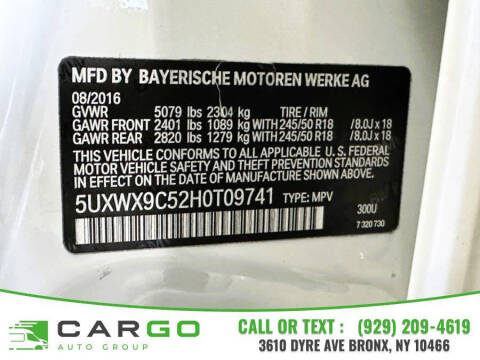 MFD BY BAYERISCHE MOTOREN WERKE AG
08/2016
GVWR 5079 lbs 2304 kg TIRE / RIM
GAWR FRONT 2401 lbs 1089 kg WITH 245/50 R18 /8.0J x 18
GAWR REAR 2820 lbs 1279 kg WITH 245/50 R18 /8.0J x 18
THIS VEHICLE CONFORMS TO ALL APPLICABLE U.S. FEDERAL
MOTOR VEHICLE SAFETY BUMPER AND THEFT PREVENTION STANDARDS
IN EFFECT ON THE DATE OF MANUFACTURE SHOWN ABOVE.
5UXWX9C52H0T09741 TYPE: MPV
300U
7 320 730
CARGO
AUTO GROUP
CALL OR TEXT : (929) 209-4619
3610 DYRE AVE BRONX, NY 10466